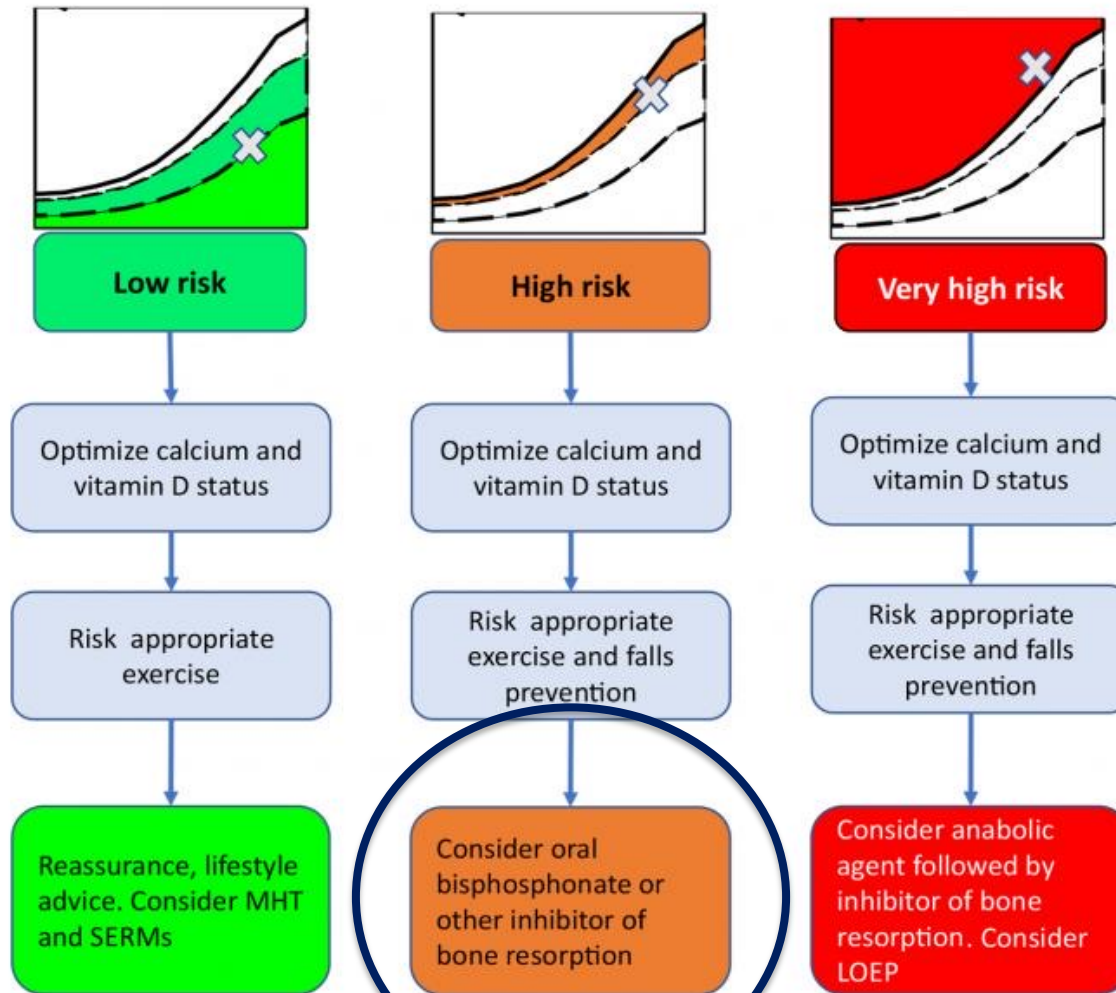 Low risk
High risk
Very high risk
Optimize calcium and
vitamin D status
Optimize calcium and
vitamin D status
Optimize calcium and
vitamin D status
Risk appropriate
exercise
Risk appropriate
exercise and falls
prevention
Risk appropriate
exercise and falls
prevention
Reassurance, lifestyle
advice. Consider MHT
and SERMs
Consider oral
bisphosphonate or
other inhibitor of
bone resorption
Consider anabolic
agent followed by
inhibitor of bone
resorption. Consider
LOEP